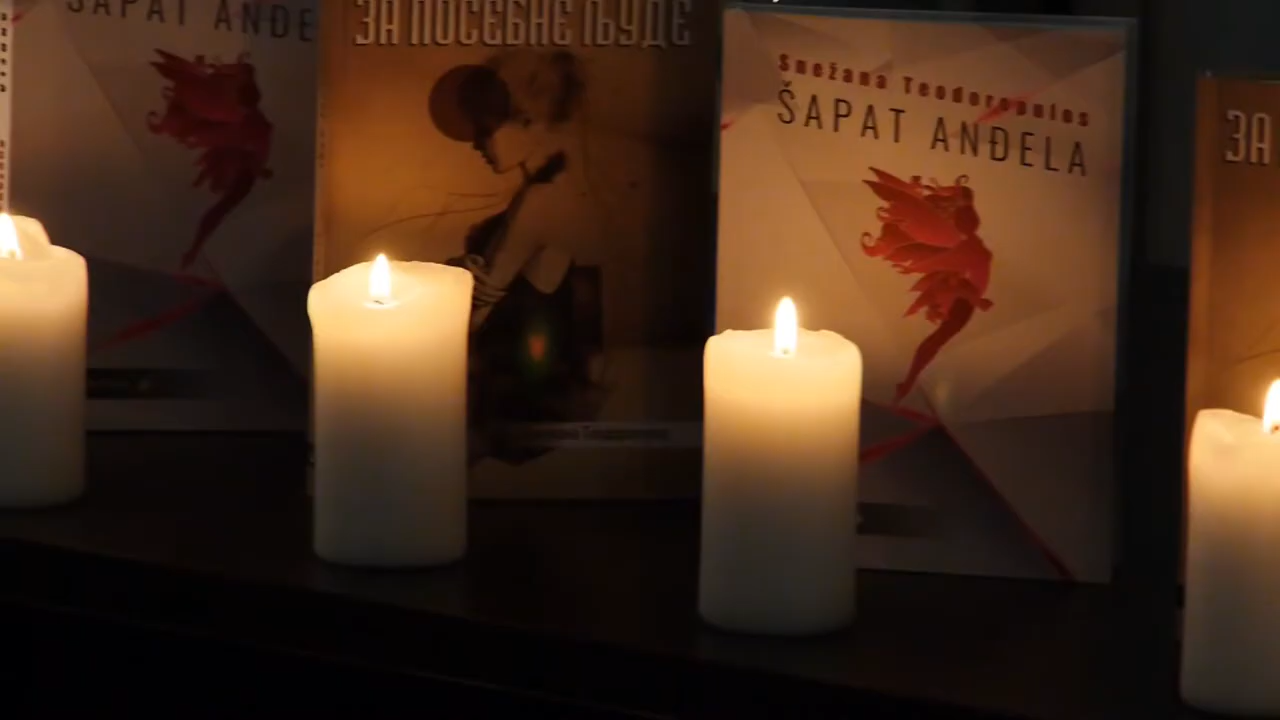 ŠAPAT ANĐE
ЗА ПОСЕБНЕ ЉУДЕ
Snežana Teodoropulos
ŠAPAT ANĐELA
ЗА